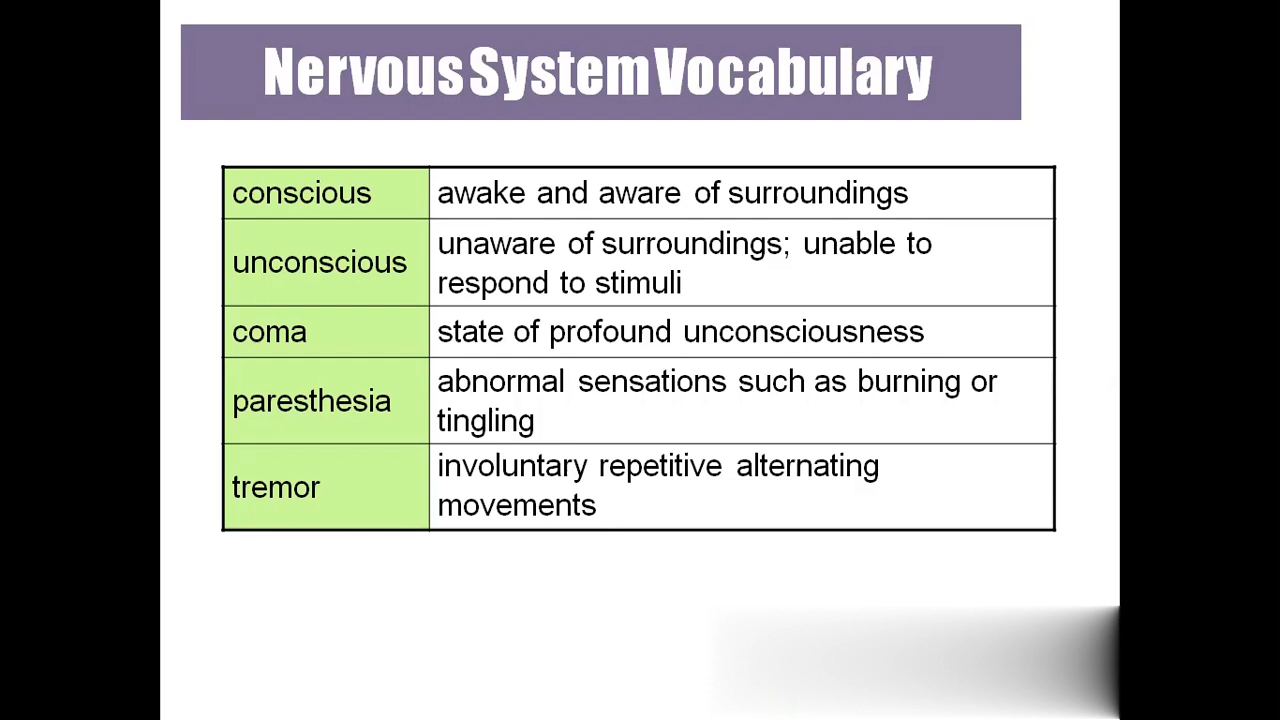 Nervous System Vocabulary
conscious
awake and aware of surroundings
unconscious
unaware of surroundings; unable to
respond to stimuli
coma
state of profound unconsciousness
paresthesia
abnormal sensations such as burning or
tingling
tremor
involuntary repetitive alternating
movements